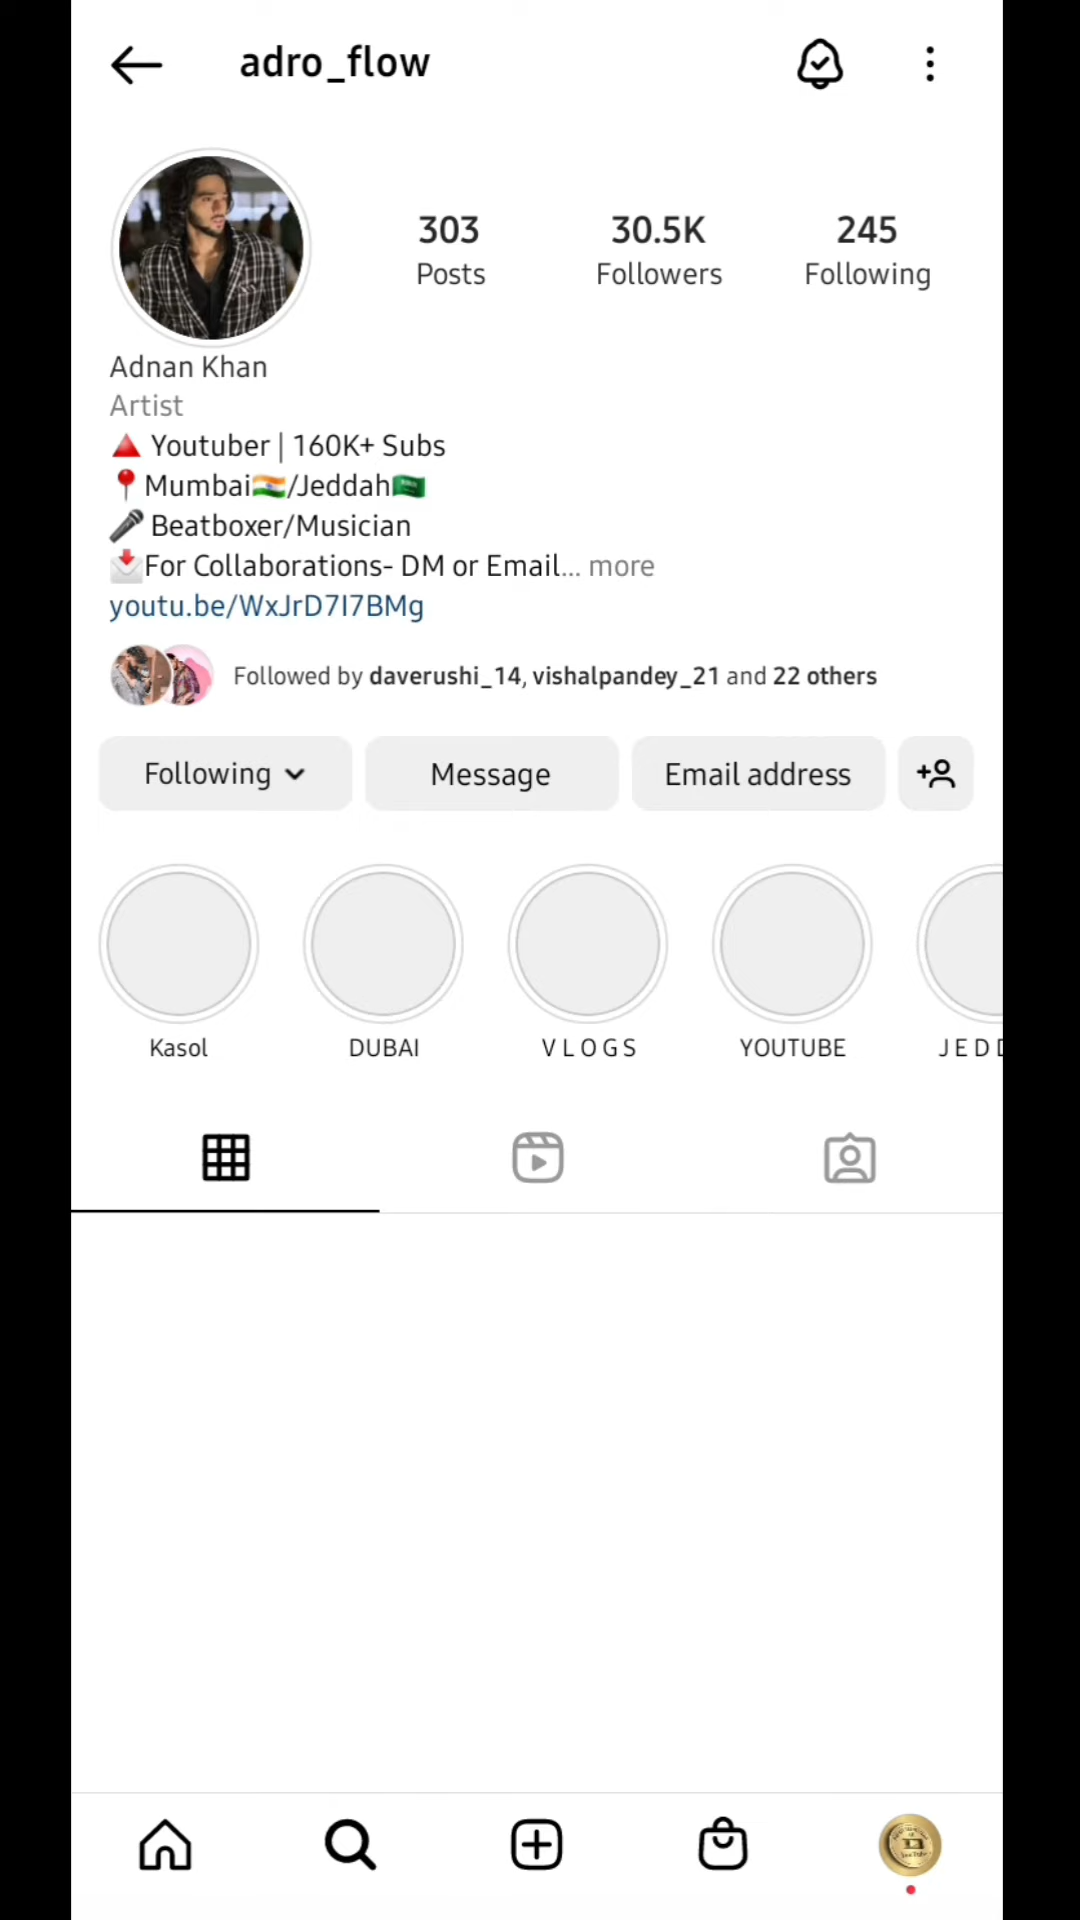 adro_flow
303 30.5K 245
Posts Followers Following
Adnan Khan
Artist
🔺 Youtuber | 160K+ Subs
📍Mumbai🇮🇳/Jeddah🇸🇦
🎤 Beatboxer/Musician
📩For Collaborations- DM or Email... more
youtu.be/WxJrD7I7BMg
Followed by daverushi_14, vishalpandey_21 and 22 others
Following Message Email address
Kasol DUBAI V L O G S YOUTUBE J E D D